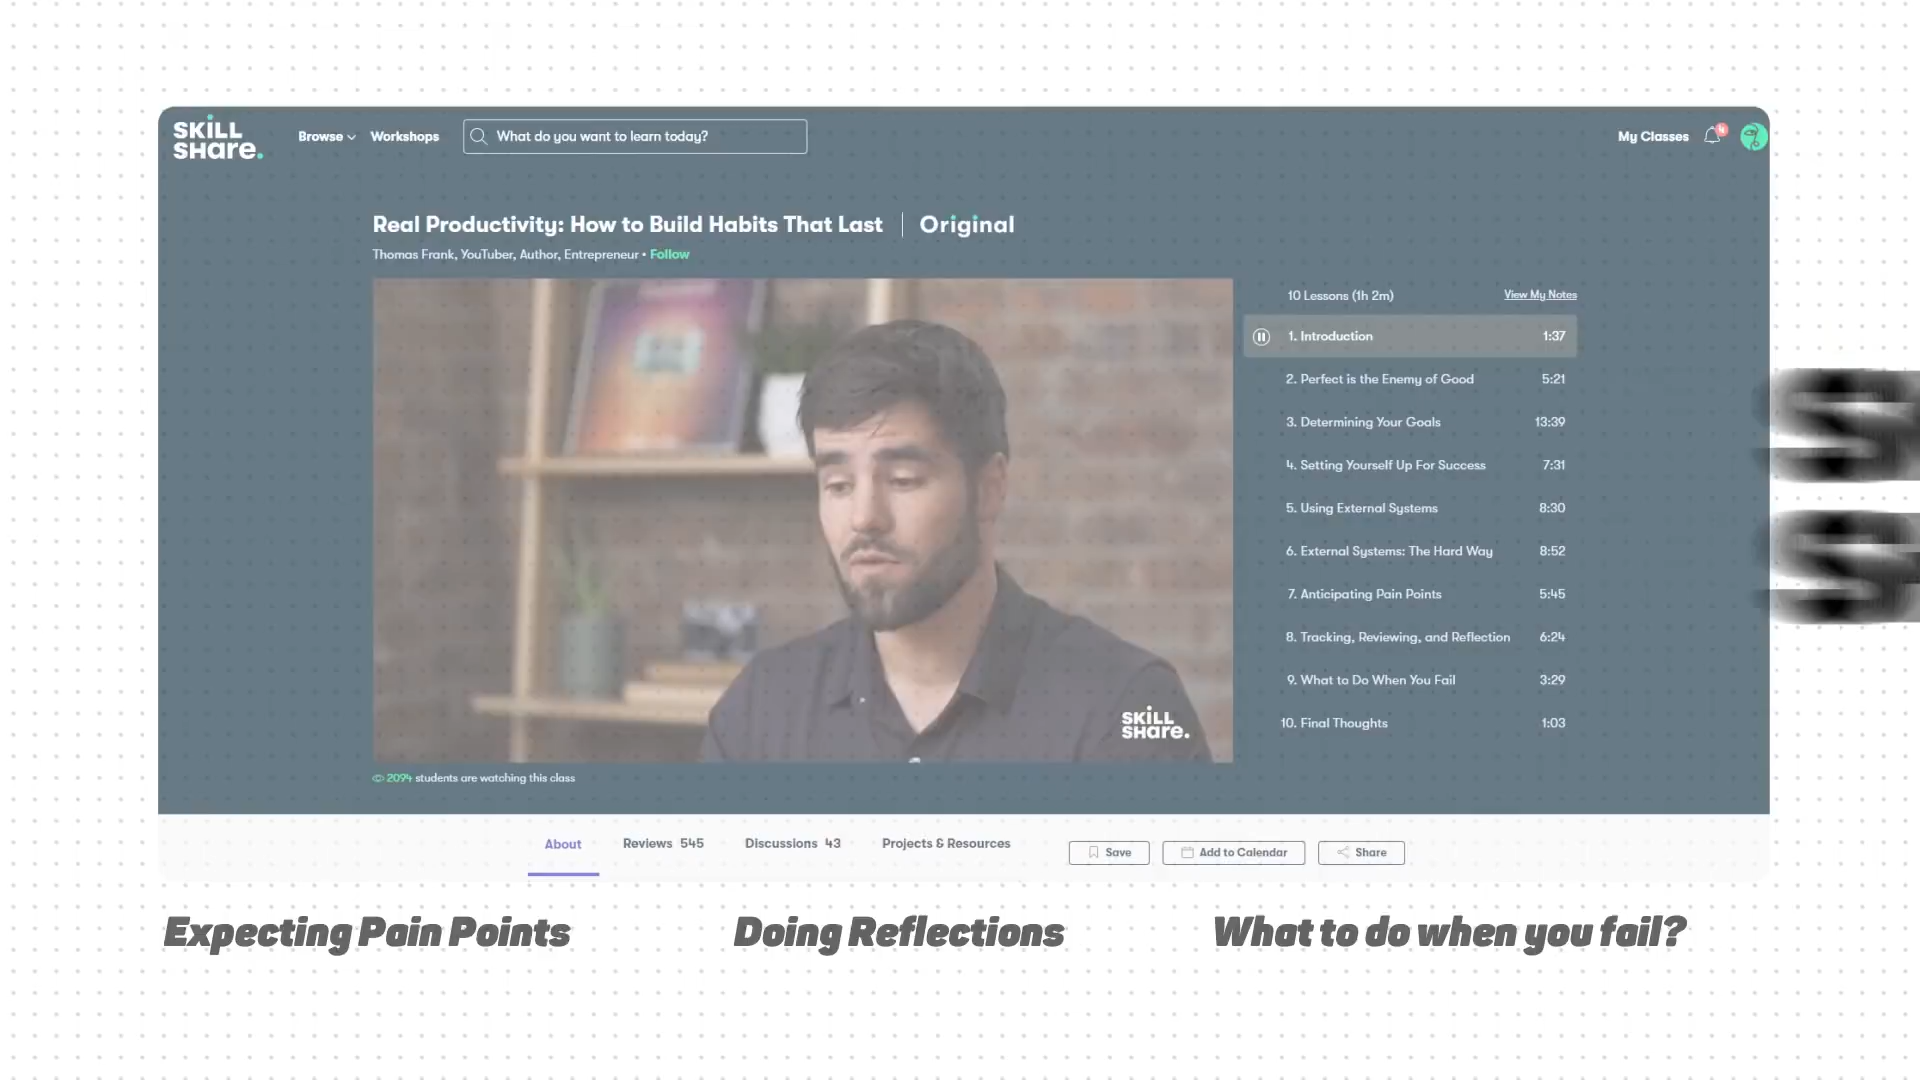 SKILL
SHare.
Browse
Workshops
What do you want to learn today?
My Classes
Real Productivity: How to Build Habits That Last
Original
Thomas Frank, YouTuber, Author, Entrepreneur • Follow
10 Lessons (1h 2m)
View My Notes
1. Introduction 1:37
2. Perfect is the Enemy of Good 5:21
3. Determining Your Goals 13:39
4. Setting Yourself Up For Success 7:31
5. Using External Systems 8:30
6. External Systems: The Hard Way 8:52
7. Anticipating Pain Points 5:45
8. Tracking, Reviewing, and Reflection 6:24
9. What to Do When You Fail 3:29
10. Final Thoughts 1:03
SKILL
SHare.
2094 students are watching this class
About
Reviews 545
Discussions 43
Projects & Resources
Save
Add to Calendar
Share
Expecting Pain Points
Doing Reflections
What to do when you fail?